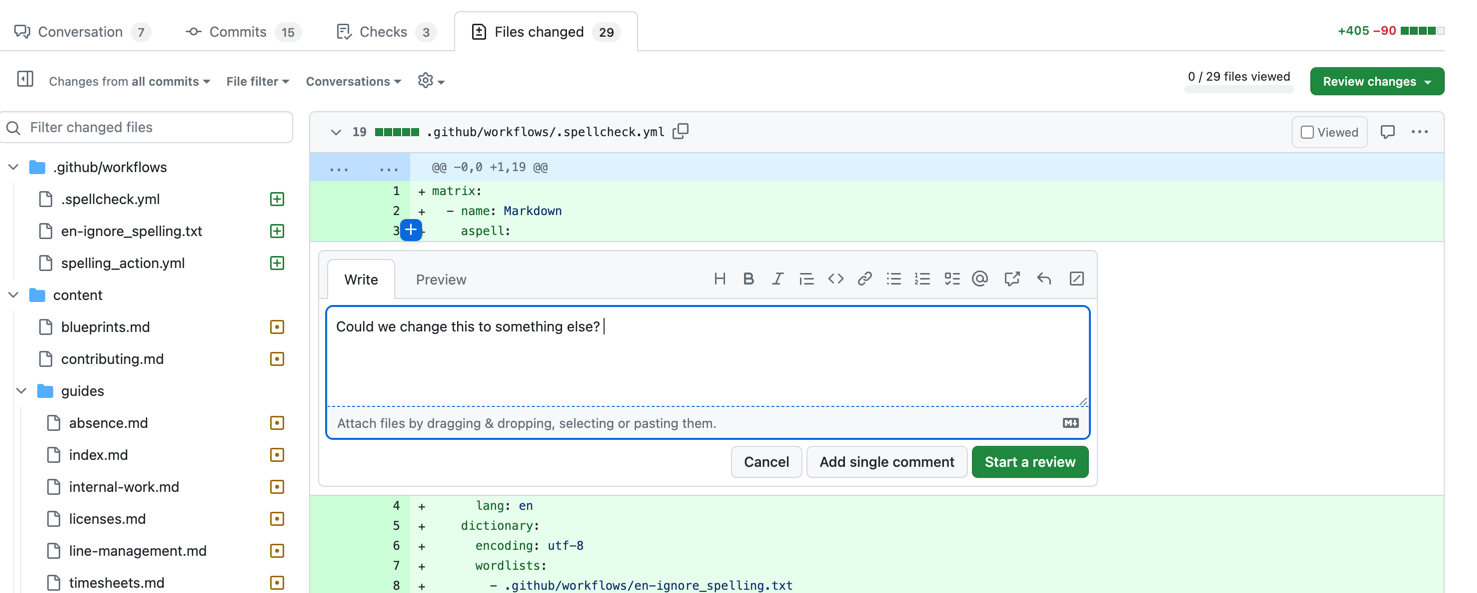 Conversation 7 Commits 15 Checks 3 Files changed 29 +405 −90
Changes from all commits File filter Conversations 0 / 29 files viewed Review changes
Filter changed files
.github/workflows
.spellcheck.yml
en-ignore_spelling.txt
spelling_action.yml
content
blueprints.md
contributing.md
guides
absence.md
index.md
internal-work.md
licenses.md
line-management.md
timesheets.md
19 .github/workflows/.spellcheck.yml Viewed
... ... @@ -0,0 +1,19 @@
1 + matrix:
2 + - name: Markdown
3 + aspell:
Write Preview
Could we change this to something else?
Attach files by dragging & dropping, selecting or pasting them.
Cancel Add single comment Start a review
4 + lang: en
5 + dictionary:
6 + encoding: utf-8
7 + wordlists:
8 + - .github/workflows/en-ignore_spelling.txt